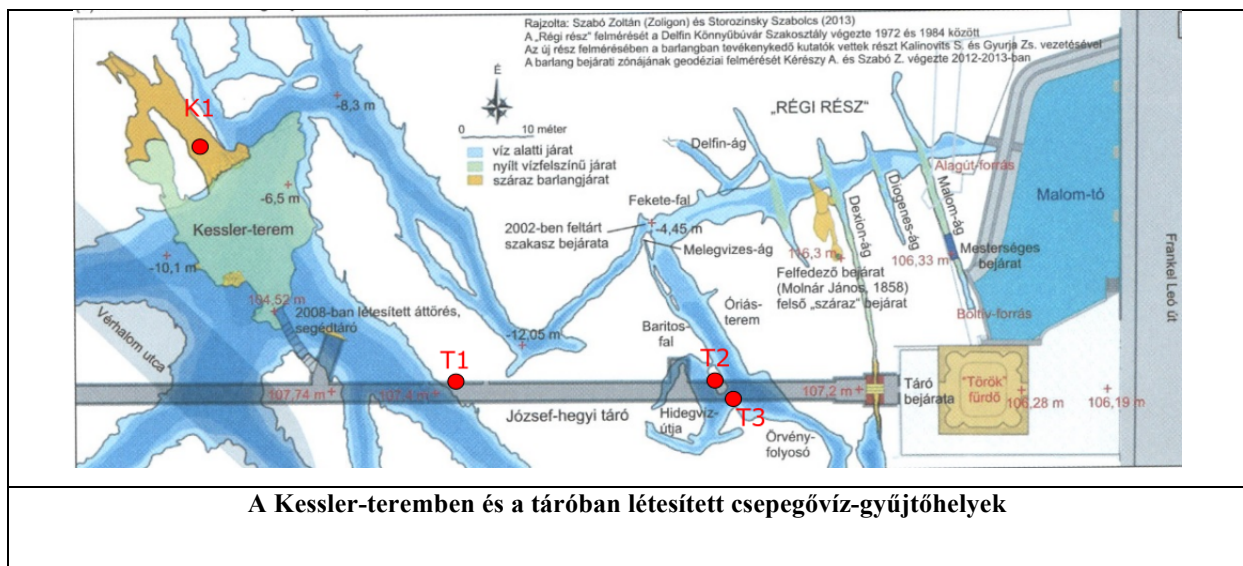 Rajzolta: Szabó Zoltán (Zoligon) és Storozinsky Szabolcs (2013)
A „Régi rész” felmérését a Delfin Könnyűbúvár Szakosztály végezte 1972 és 1984 között
Az új rész felmérésében a barlangban tevékenykedő kutatók vettek részt Kalinovits S. és Gyurja Zs. vezetésével
A barlang bejárati zónájának geodéziai felmérését Kérészy A. és Szabó Z. végezte 2012-2013-ban
É
0 10 méter
víz alatti járat
nyílt vízfelszínű járat
száraz barlangjárat
„RÉGI RÉSZ”
K1
-8,3 m
-6,5 m
Kessler-terem
-10,1 m
104,52 m
2008-ban létesített áttörés,
segédtáró
Vérhalom utca
107,74 m
107,4 m
T1
-12,05 m
József-hegyi táró
Delfin-ág
Fekete-fal
2002-ben feltárt
szakasz bejárata
-4,45 m
Melegvizes-ág
Óriás-
terem
Baritos-
fal
T2
T3
Hidegvíz-
útja
Örvény-
folyosó
116,3 m
Felfedező bejárat
(Molnár János, 1858)
felső „száraz” bejárat
Dexion-ág
Diogenes-ág
Malom-ág
106,33 m
Alagút-forrás
Mesterséges
bejárat
Boltív-forrás
Malom-tó
Frankel Leó út
107,2 m
Táró
bejárata
"Török"
fürdő
106,28 m
106,19 m
A Kessler-teremben és a táróban létesített csepegővíz-gyűjtőhelyek